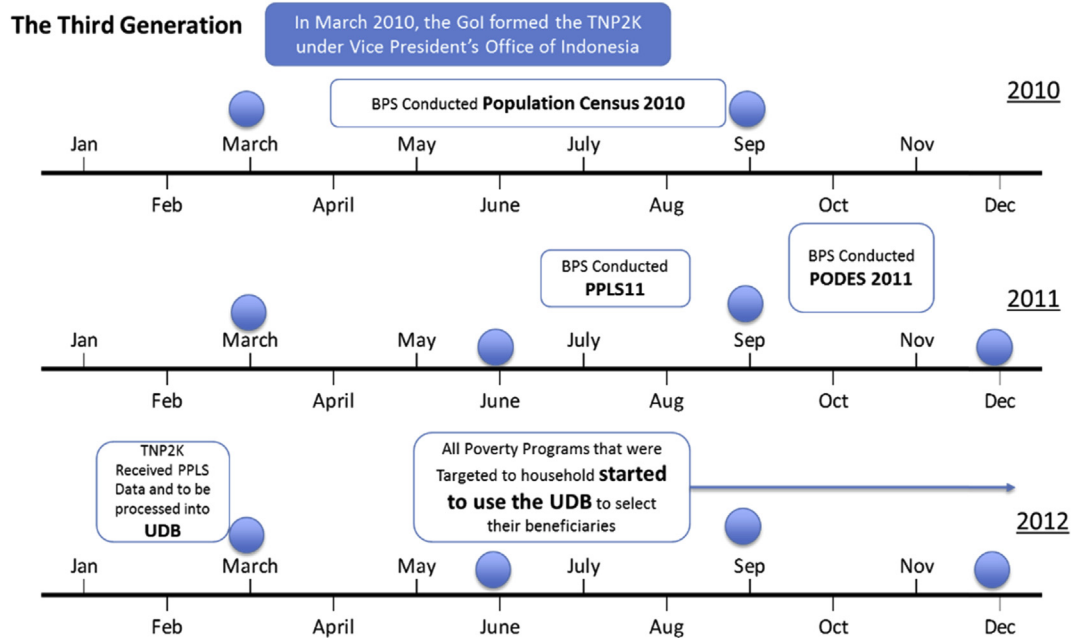 The Third Generation
In March 2010, the GoI formed the TNP2K
under Vice President's Office of Indonesia
BPS Conducted Population Census 2010
2010
Jan March May July Sep Nov
Feb April June Aug Oct Dec
BPS Conducted
PPLS11
BPS Conducted
PODES 2011
2011
Jan March May July Sep Nov
Feb April June Aug Oct Dec
TNP2K
Received PPLS
Data and to be
processed into
UDB
All Poverty Programs that were
Targeted to household started
to use the UDB to select
their beneficiaries
2012
Jan March May July Sep Nov
Feb April June Aug Oct Dec